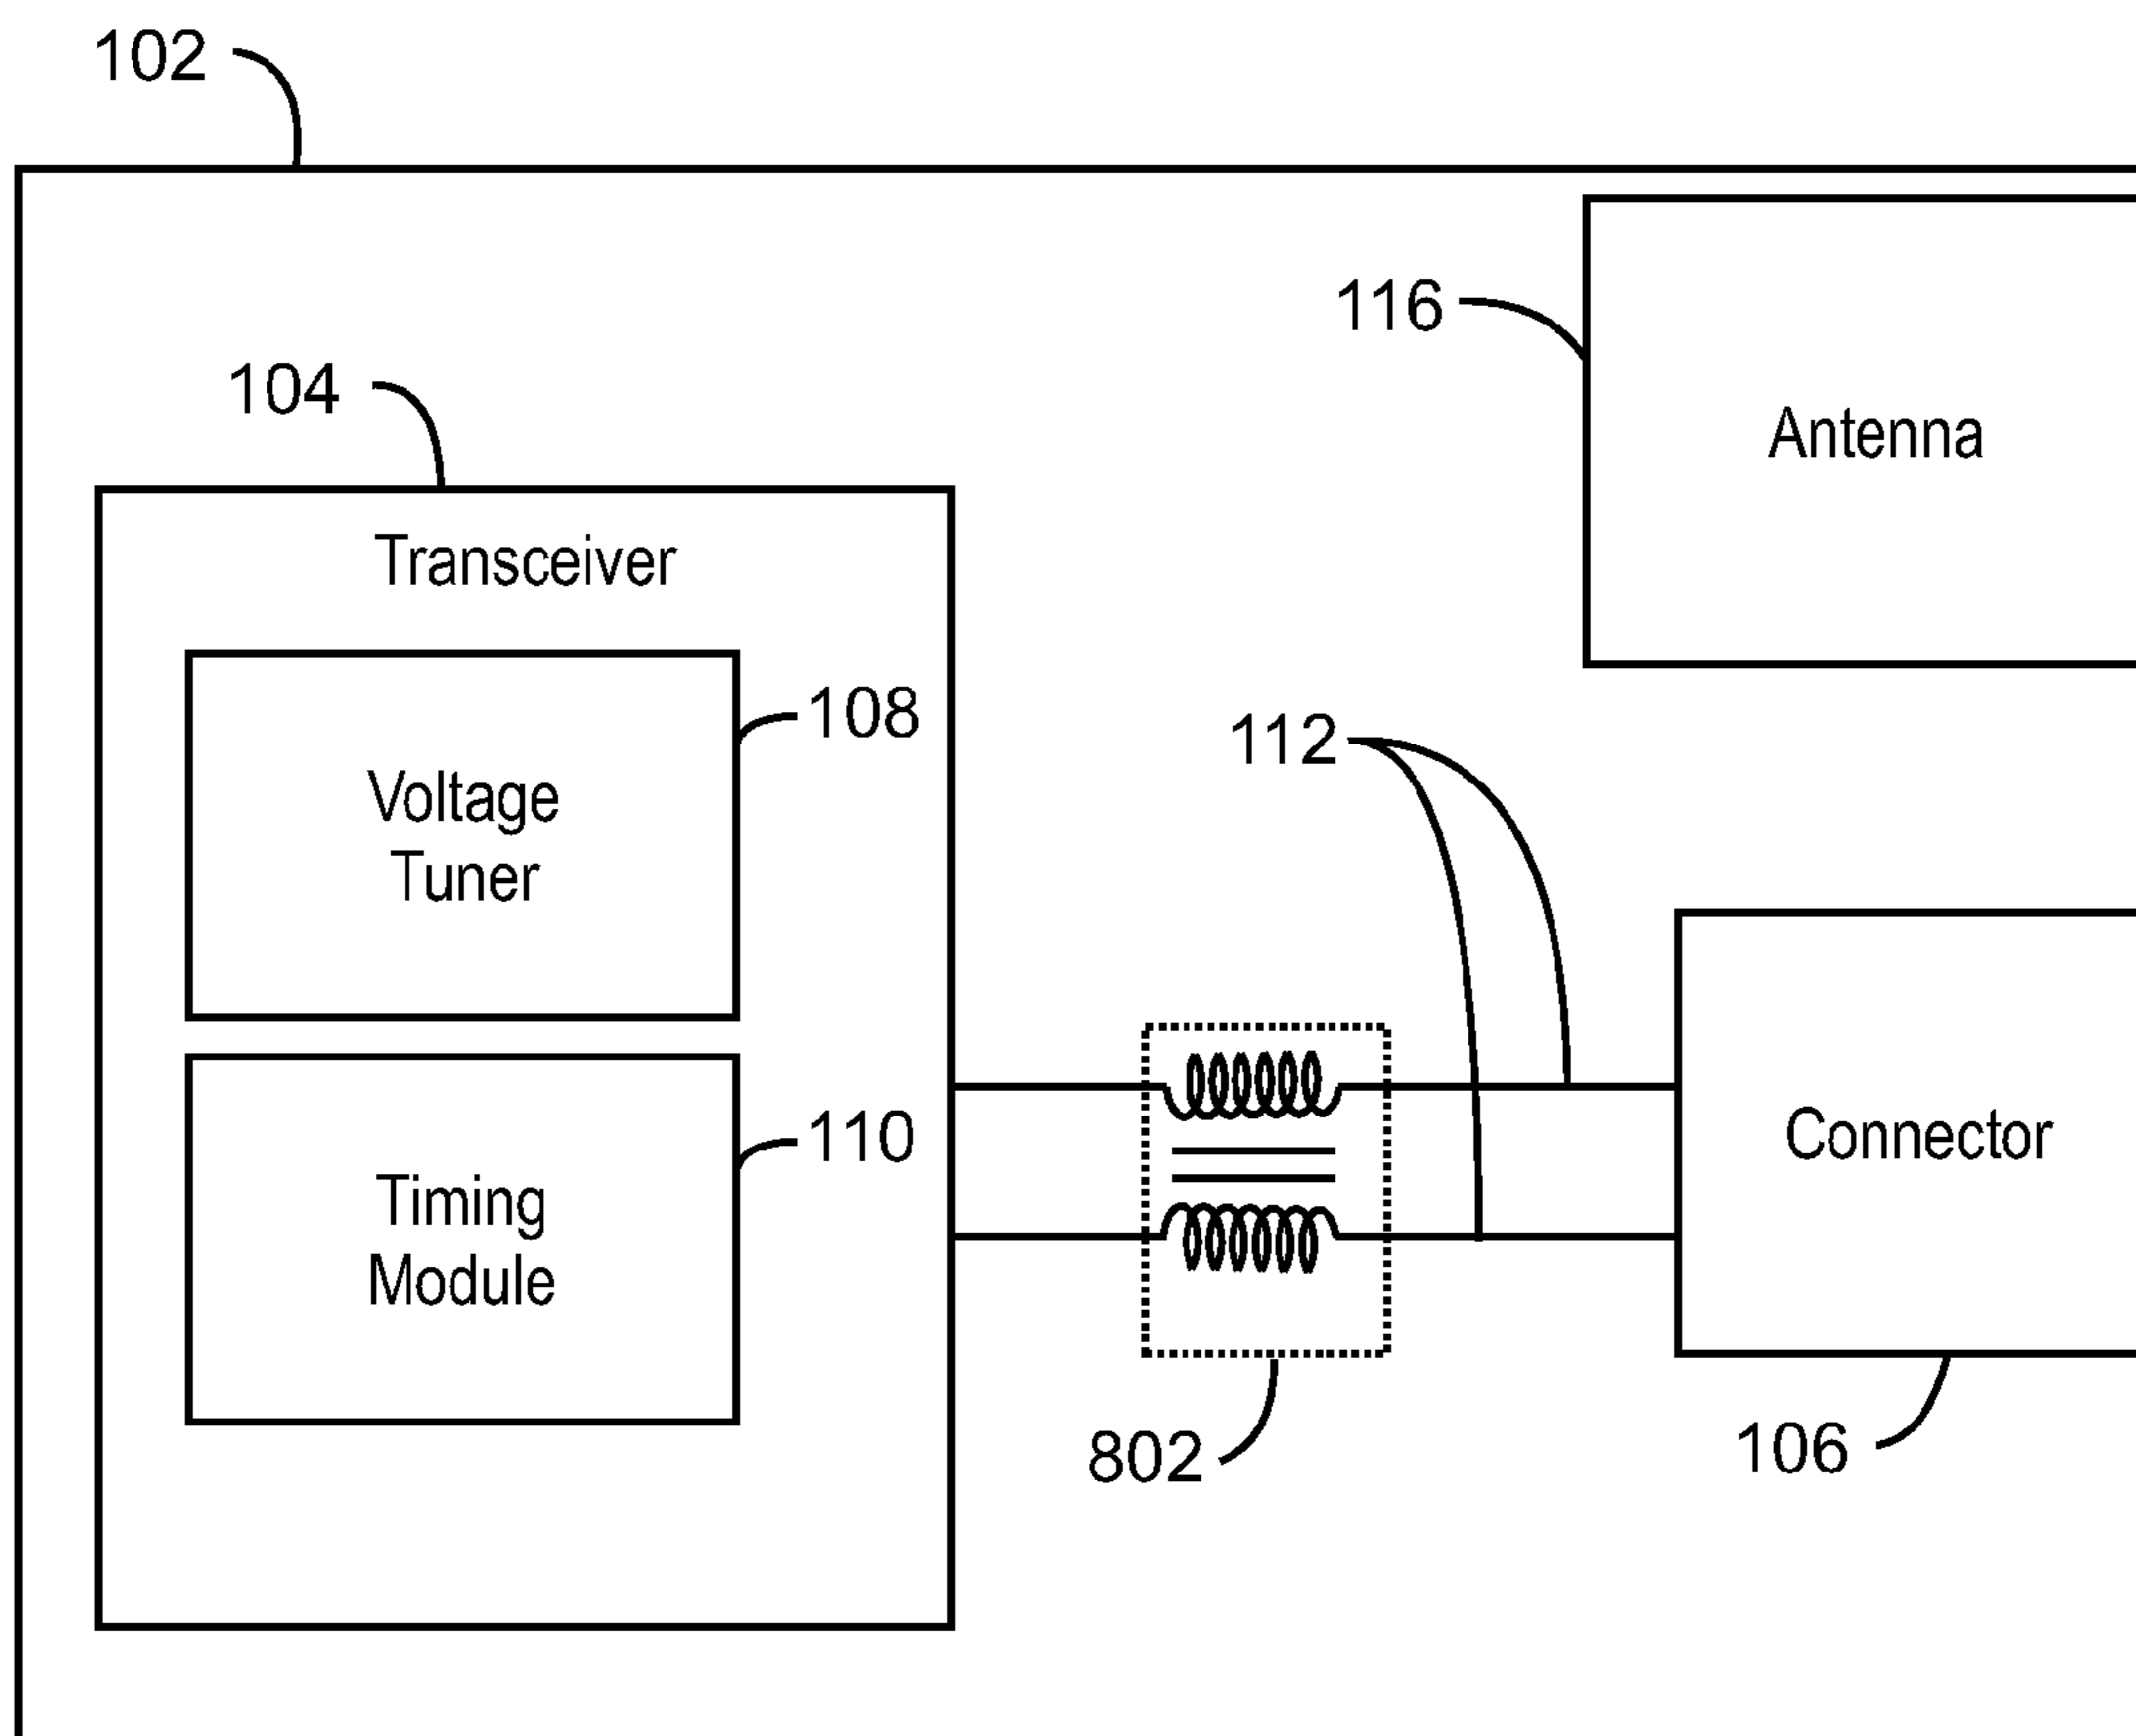 102
116
Antenna
104
Transceiver
108
112
Voltage
Tuner
110
Connector
Timing
Module
802
106